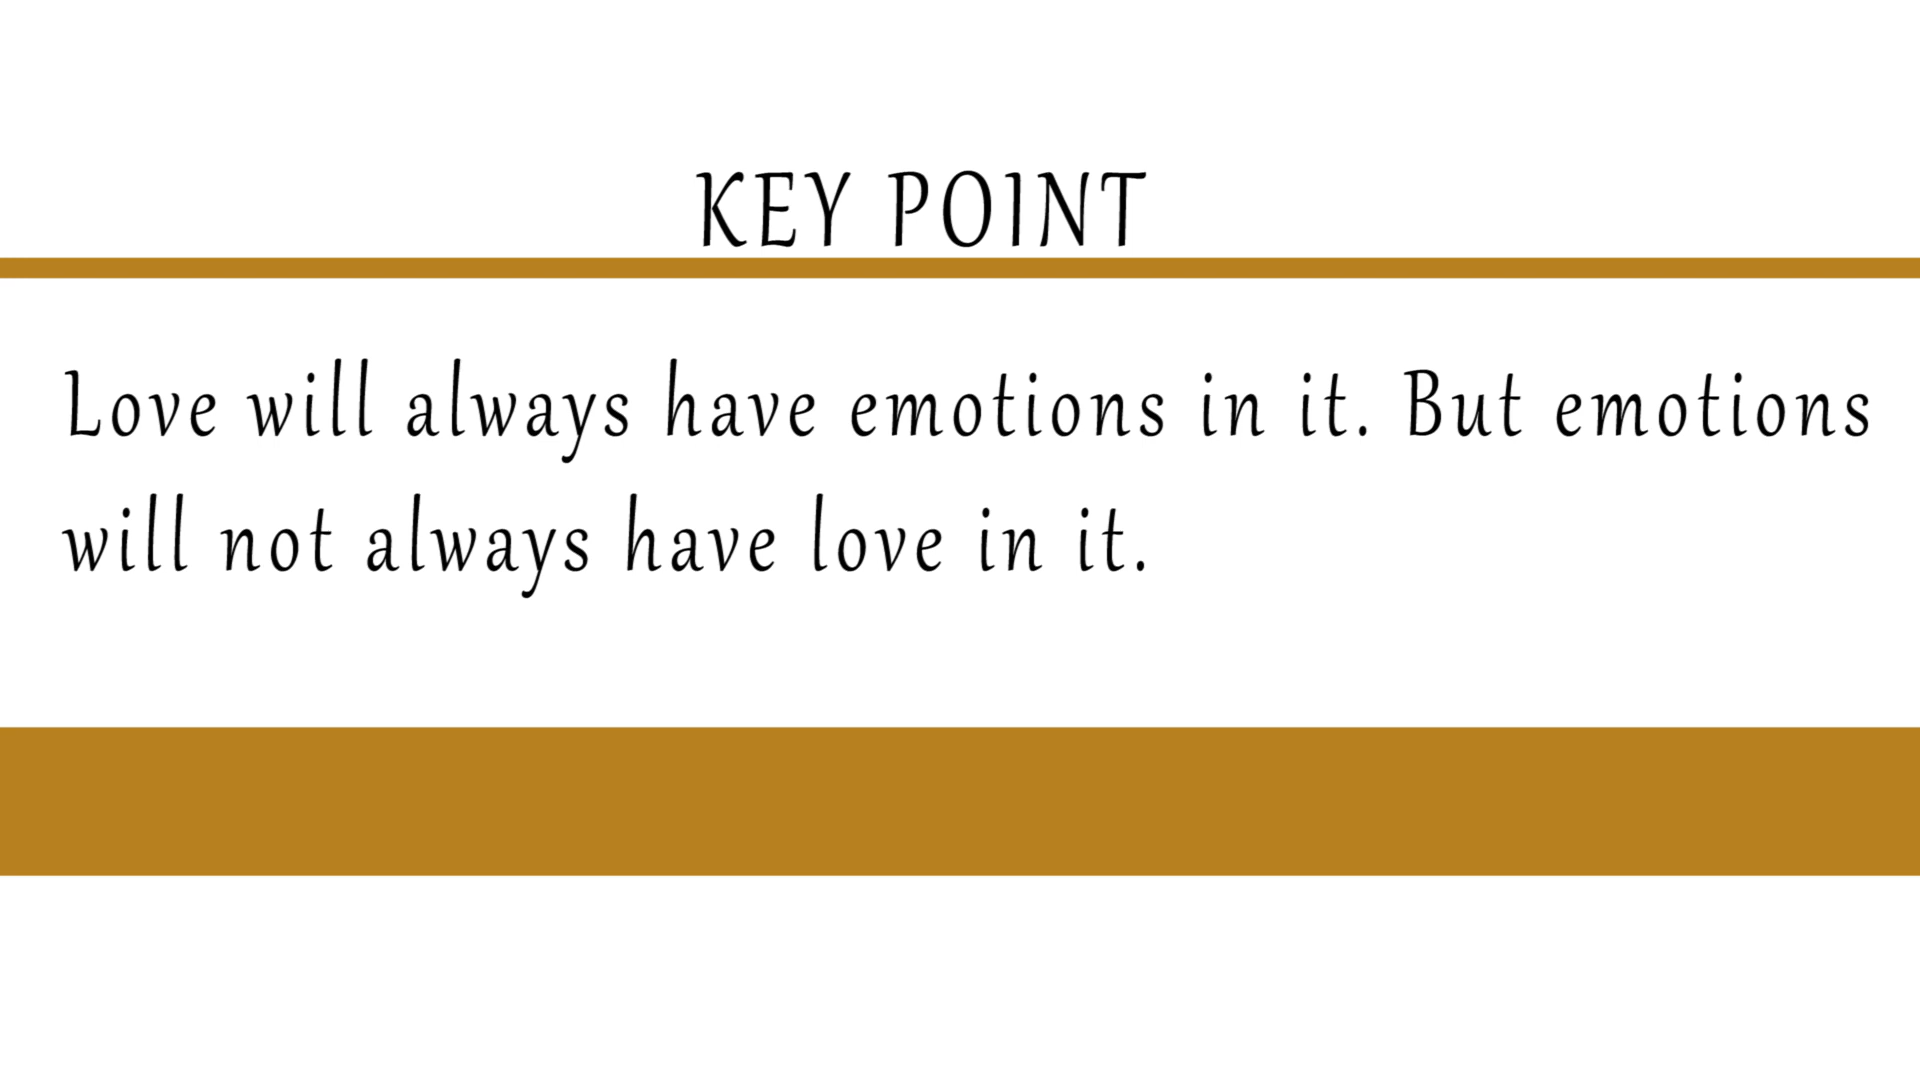 KEY POINT
Love will always have emotions in it. But emotions
will not always have love in it.